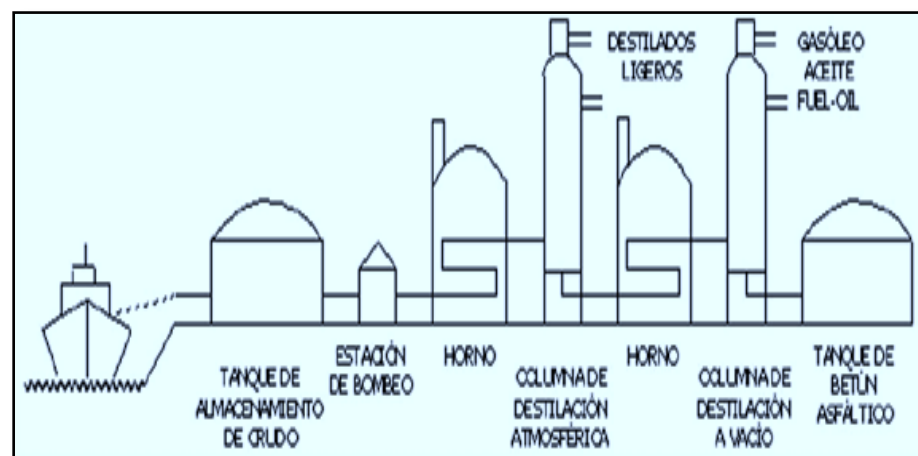 DESTILADOS
LIGEROS
GASÓLEO
ACEITE
FUEL-OIL
TANQUE DE
ALMACENAMIENTO
DE CRUDO
ESTACIÓN
DE BOMBEO
HORNO
COLUMNA DE
DESTILACIÓN
ATMOSFÉRICA
HORNO
COLUMNA DE
DESTILACIÓN
A VACÍO
TANQUE DE
BETÚN
ASFÁLTICO